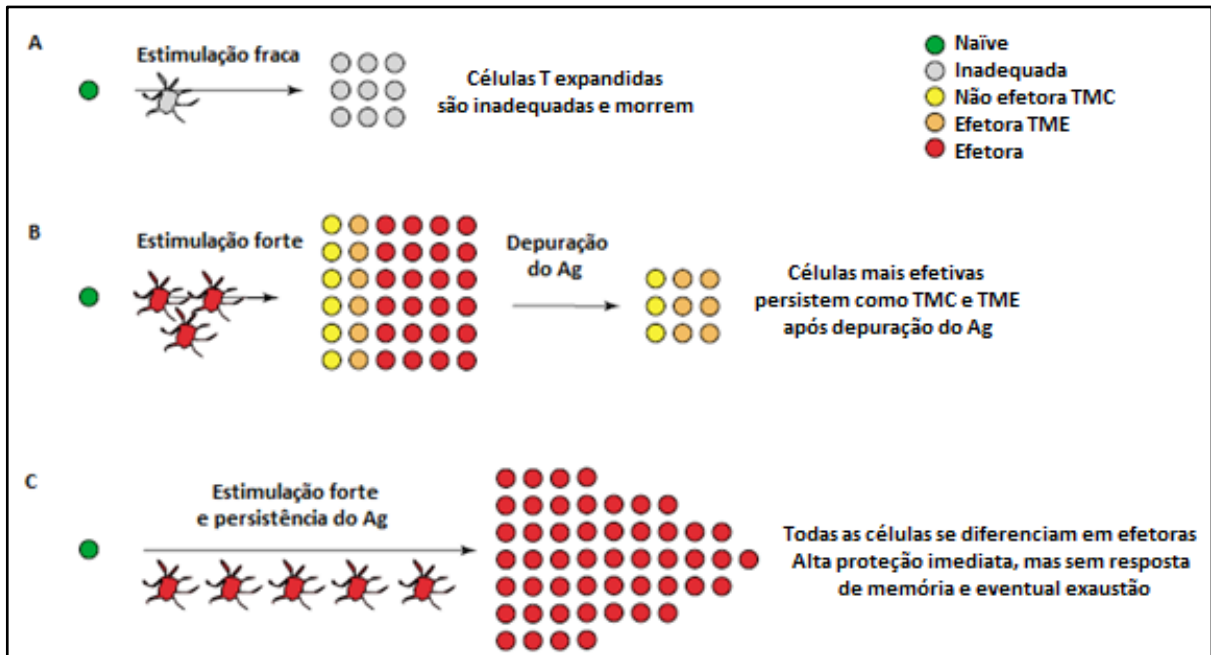 A
Estimulação fraca
Células T expandidas
são inadequadas e morrem
Naïve
Inadequada
Não efetora TMC
Efetora TME
Efetora
B
Estimulação forte
Depuração
do Ag
Células mais efetivas
persistem como TMC e TME
após depuração do Ag
C
Estimulação forte
e persistência do Ag
Todas as células se diferenciam em efetoras
Alta proteção imediata, mas sem resposta
de memória e eventual exaustão